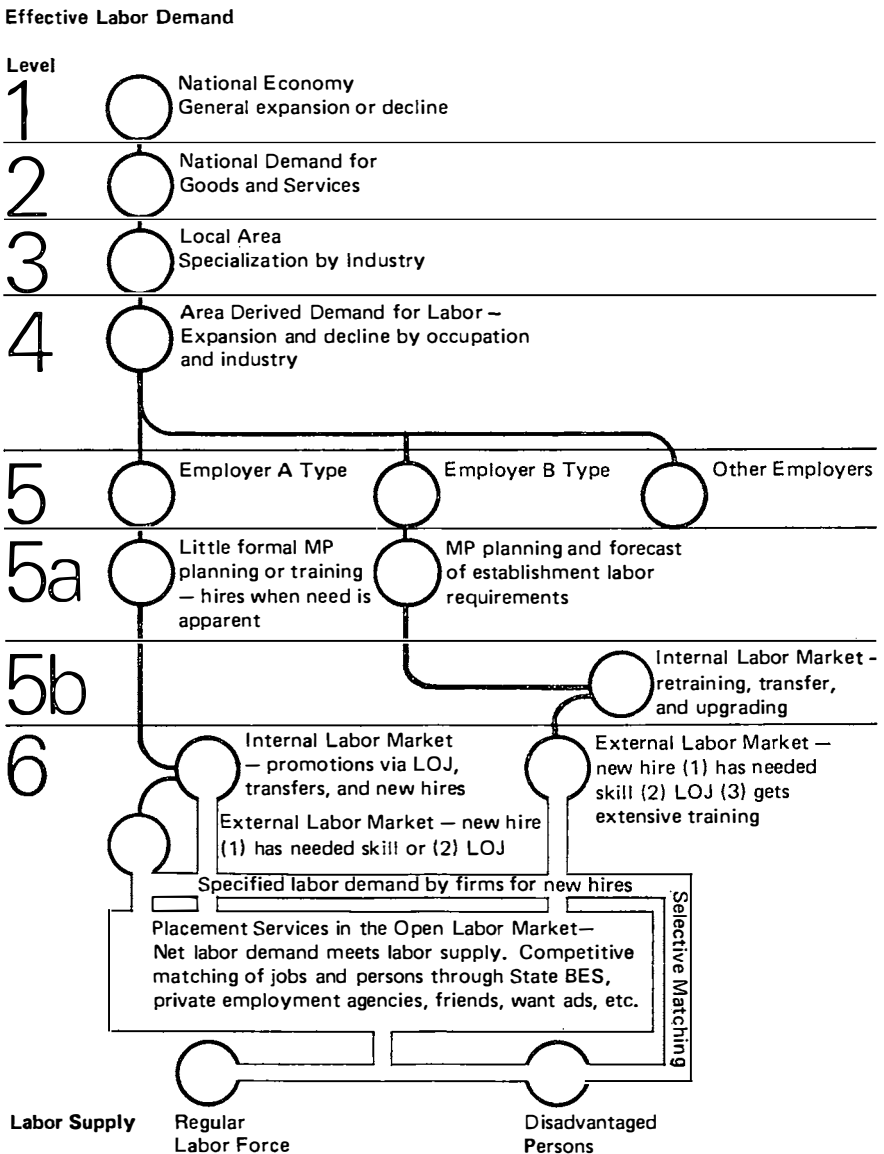 Effective Labor Demand
Level
1
National Economy
General expansion or decline
2
National Demand for
Goods and Services
3
Local Area
Specialization by Industry
4
Area Derived Demand for Labor —
Expansion and decline by occupation
and industry
5
Employer A Type
Employer B Type
Other Employers
5a
Little formal MP
planning or training
— hires when need is
apparent
MP planning and forecast
of establishment labor
requirements
5b
Internal Labor Market -
retraining, transfer,
and upgrading
6
Internal Labor Market
— promotions via LOJ,
transfers, and new hires
External Labor Market —
new hire (1) has needed
skill (2) LOJ (3) gets
extensive training
External Labor Market — new hire
(1) has needed skill or (2) LOJ
Specified labor demand by firms for new hires
Selective Matching
Placement Services in the Open Labor Market—
Net labor demand meets labor supply. Competitive
matching of jobs and persons through State BES,
private employment agencies, friends, want ads, etc.
Labor Supply
Regular
Labor Force
Disadvantaged
Persons